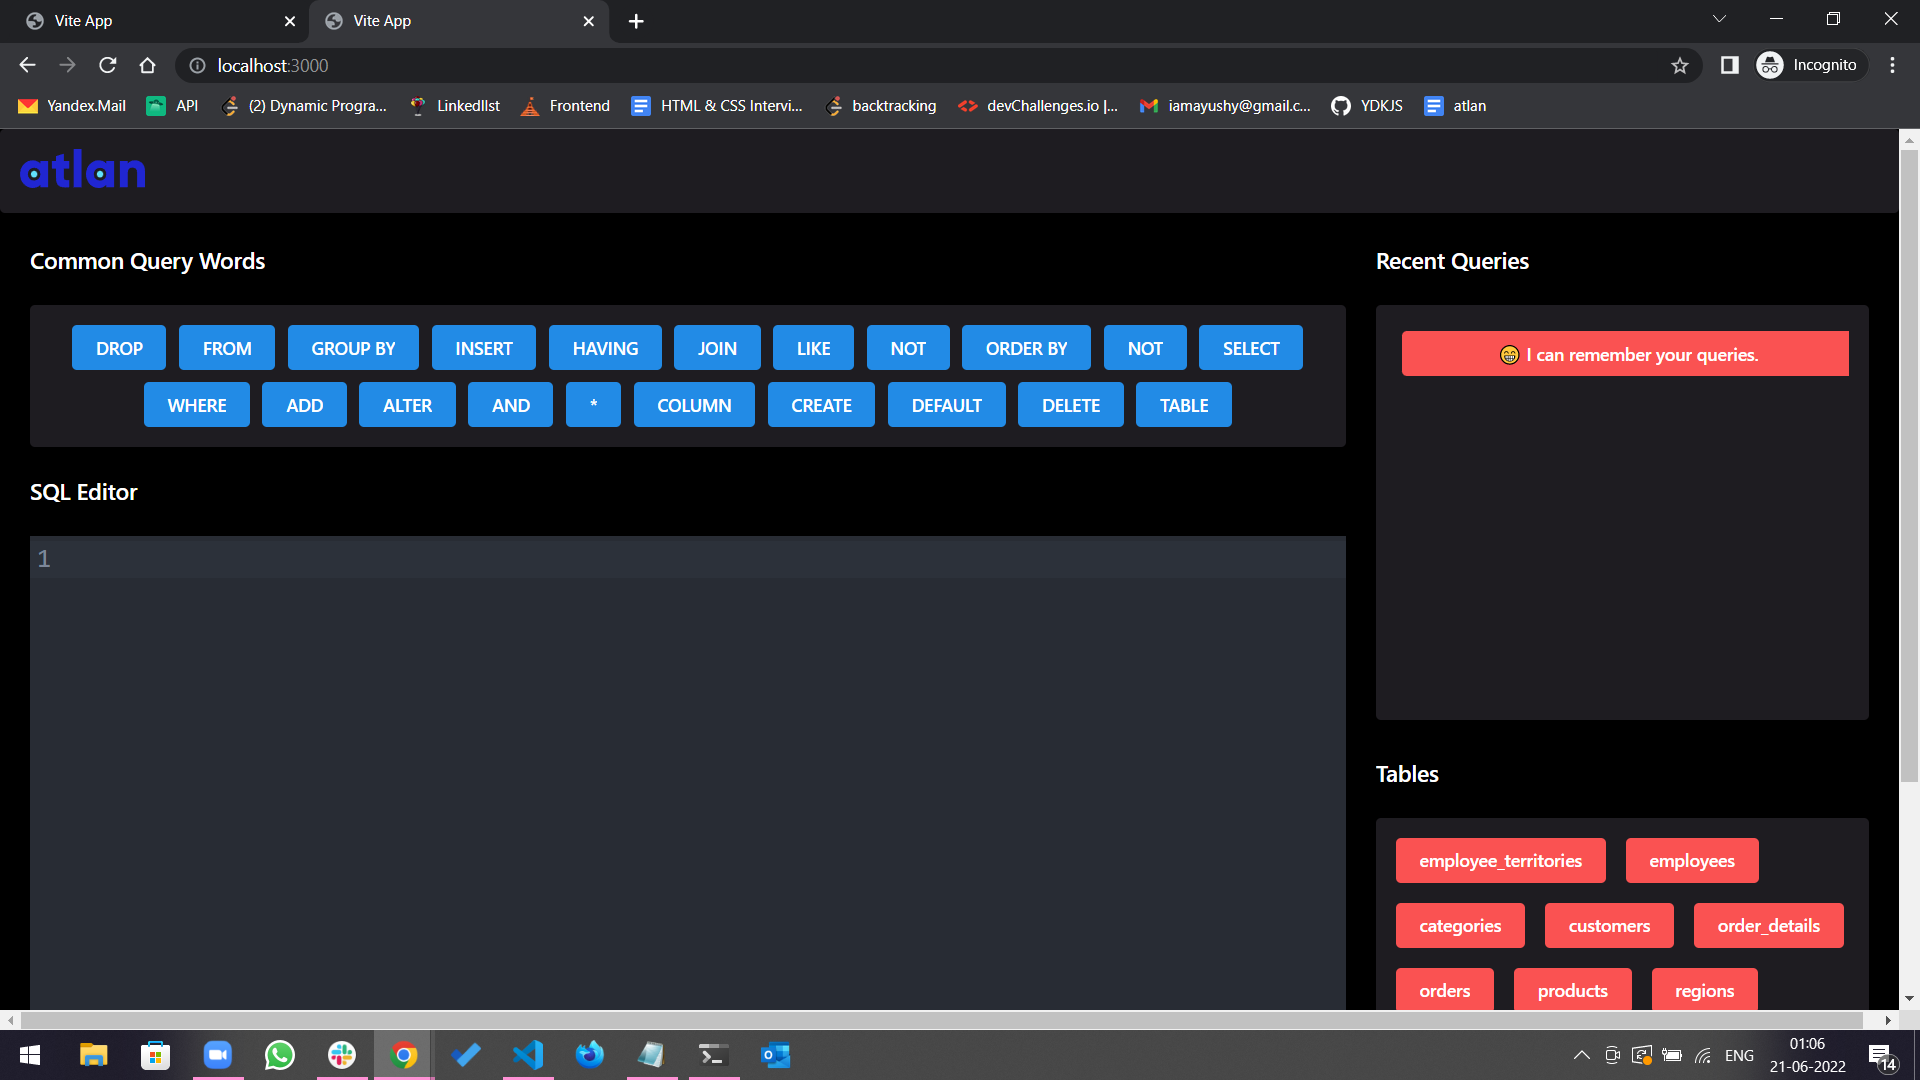 Vite App
Vite App
localhost:3000
Incognito
Yandex.Mail
API
(2) Dynamic Progra...
LinkedIIst
Frontend
HTML & CSS Intervi...
backtracking
devChallenges.io |...
iamayushy@gmail.c...
YDKJS
atlan
atlan
Common Query Words
Recent Queries
DROP FROM GROUP BY INSERT HAVING JOIN LIKE NOT ORDER BY NOT SELECT
WHERE ADD ALTER AND * COLUMN CREATE DEFAULT DELETE TABLE
😁 I can remember your queries.
SQL Editor
1
Tables
employee_territories employees
categories customers order_details
orders products regions
ENG
01:06
21-06-2022
14